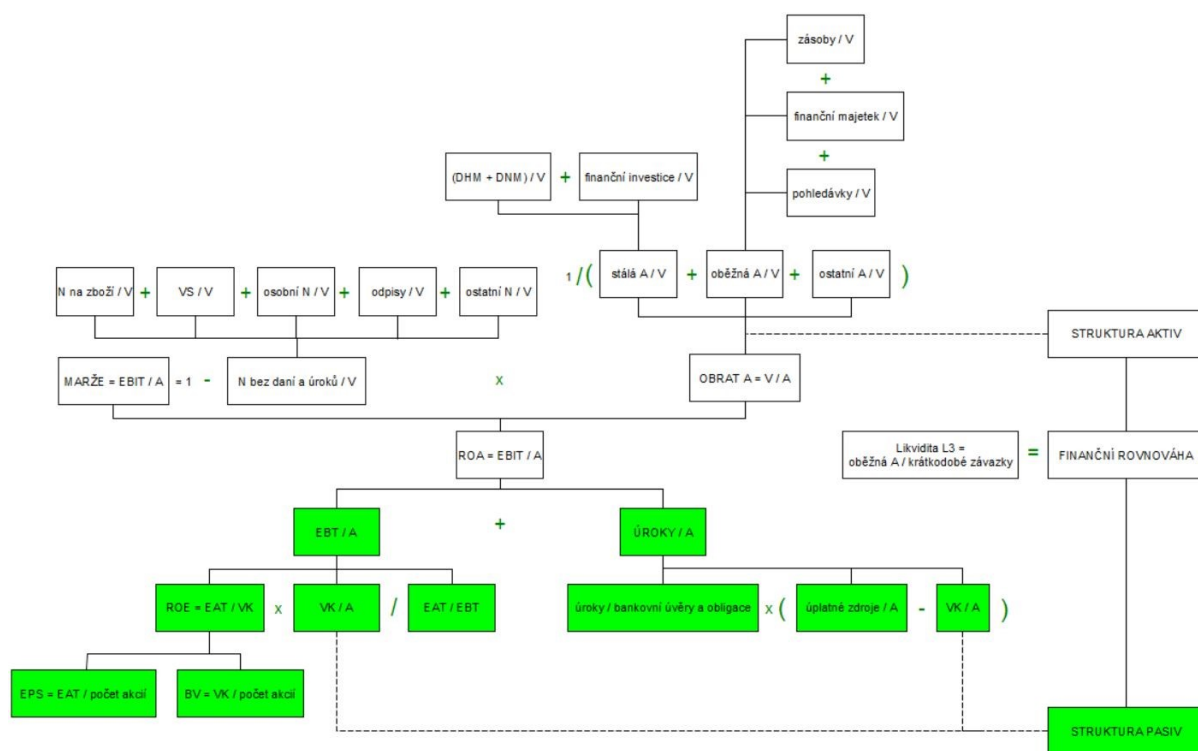 zásoby / V
+
finanční majetek / V
+
pohledávky / V
(DHM + DNM) / V + finanční investice / V
1 / ( stálá A / V + oběžná A / V + ostatní A / V )
N na zboží / V + VS / V + osobní N / V + odpisy / V + ostatní N / V
STRUKTURA AKTIV
MARŽE = EBIT / A = 1 - N bez daní a úroků / V x OBRAT A = V / A
ROA = EBIT / A
Likvidita L3 =
oběžná A / krátkodobé závazky
= FINANČNÍ ROVNOVÁHA
EBT / A + ÚROKY / A
ROE = EAT / VK x VK / A / EAT / EBT
úroky / bankovní úvěry a obligace x ( úplatné zdroje / A - VK / A )
EPS = EAT / počet akcií
BV = VK / počet akcií
STRUKTURA PASIV